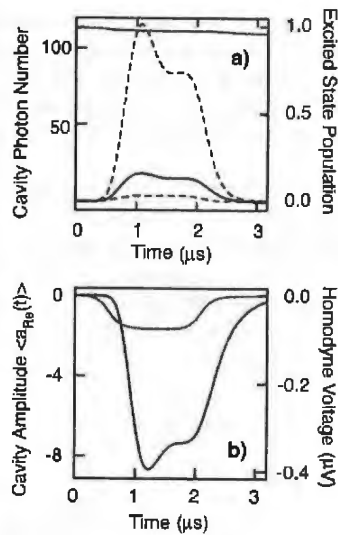 Cavity Photon Number
100
50
a)
1.0
0.5
0.0
Excited State Population
1
2
3
Time (µs)
Cavity Amplitude <a_Re(t)>
0
-4
-8
b)
0.0
-0.2
-0.4
Homodyne Voltage (µV)
0
1
2
3
Time (µs)